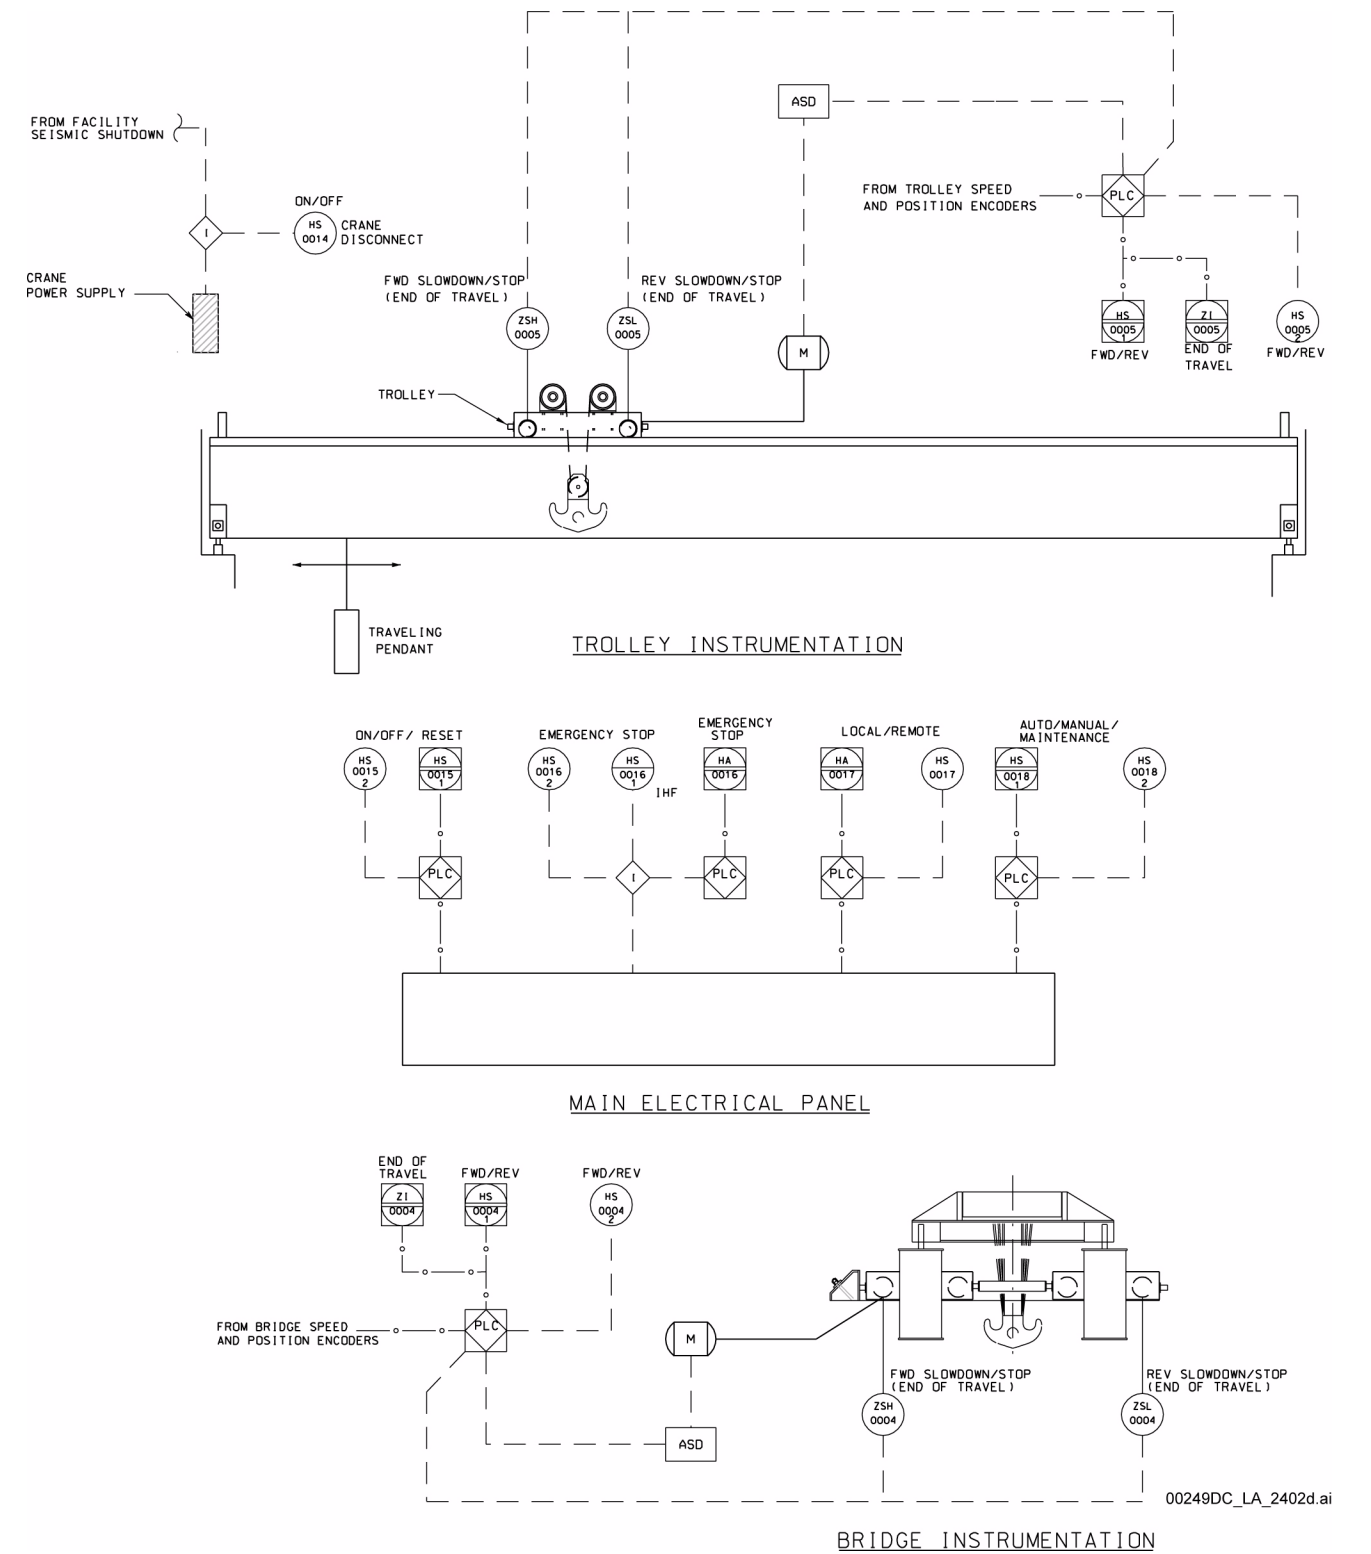 ASD
FROM FACILITY
SEISMIC SHUTDOWN
ON/OFF
HS
0014
CRANE
DISCONNECT
I
FROM TROLLEY SPEED
AND POSITION ENCODERS
PLC
CRANE
POWER SUPPLY
FWD SLOWDOWN/STOP
(END OF TRAVEL)
REV SLOWDOWN/STOP
(END OF TRAVEL)
ZSH
0005
ZSL
0005
M
HS
0005
1
FWD/REV
ZI
0005
END OF
TRAVEL
HS
0005
2
FWD/REV
TROLLEY
TRAVELING
PENDANT
TROLLEY INSTRUMENTATION
ON/OFF/ RESET
HS
0015
2
HS
0015
1
PLC
EMERGENCY STOP
HS
0016
2
HS
0016
1
IHF
I
EMERGENCY
STOP
HA
0016
PLC
LOCAL/REMOTE
HA
0017
HS
0017
PLC
AUTO/MANUAL/
MAINTENANCE
HS
0018
1
HS
0018
2
PLC
MAIN ELECTRICAL PANEL
END OF
TRAVEL
ZI
0004
FWD/REV
HS
0004
1
FWD/REV
HS
0004
2
FROM BRIDGE SPEED
AND POSITION ENCODERS
PLC
M
ASD
FWD SLOWDOWN/STOP
(END OF TRAVEL)
ZSH
0004
REV SLOWDOWN/STOP
(END OF TRAVEL)
ZSL
0004
00249DC_LA_2402d.ai
BRIDGE INSTRUMENTATION